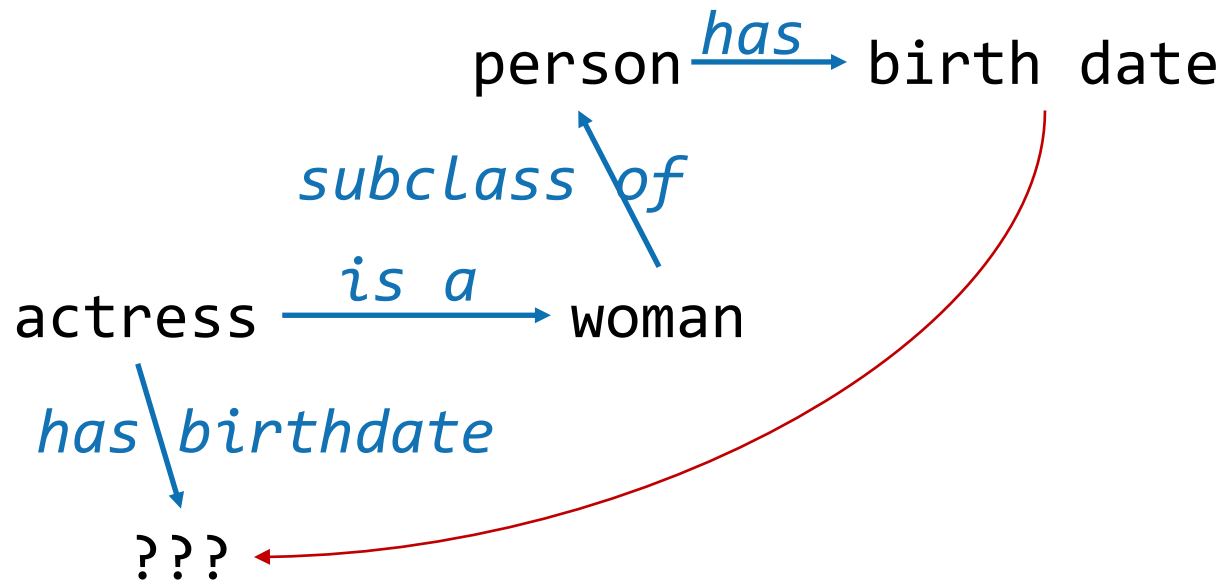 has
person birth date
subclass of
is a
actress woman
has birthdate
???